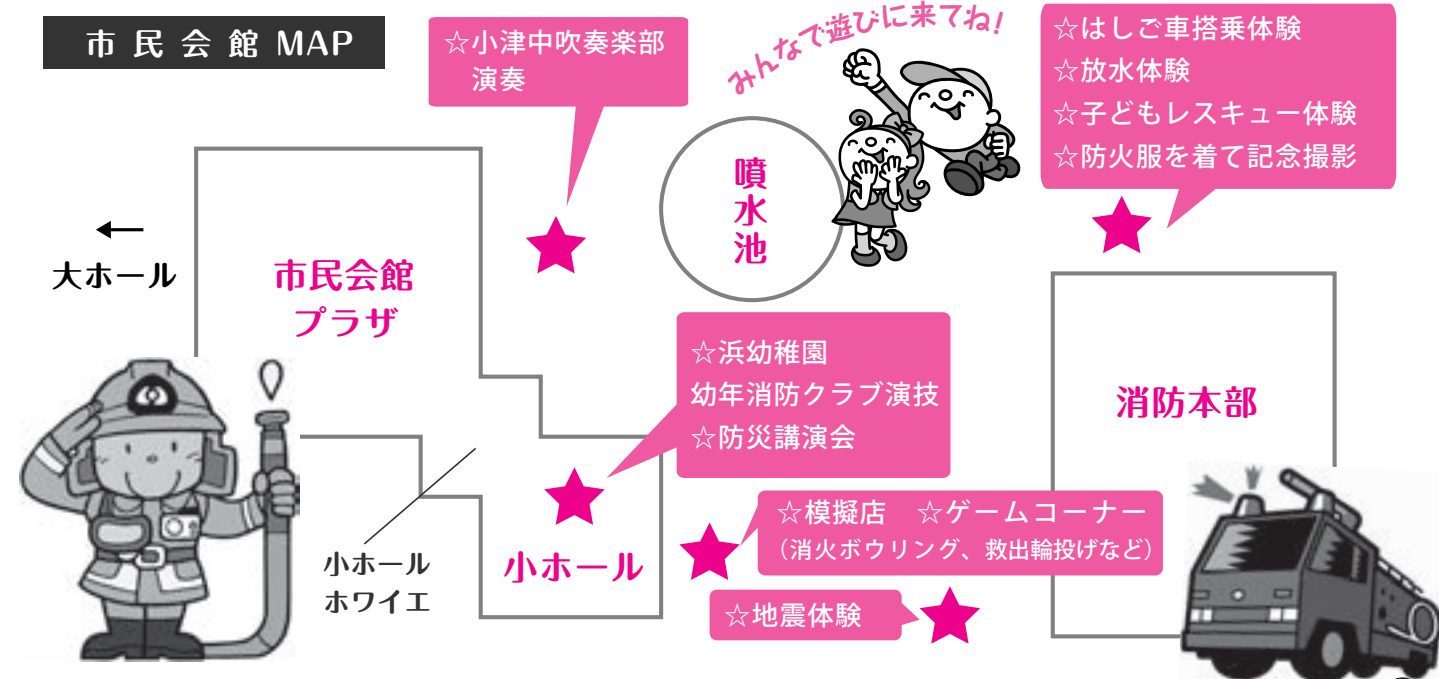 市民会館 MAP
☆小津中吹奏楽部
演奏
みんなで遊びに来てね!
☆はしご車搭乗体験
☆放水体験
☆子どもレスキュー体験
☆防火服を着て記念撮影
噴水池
←
大ホール
市民会館
プラザ
☆浜幼稚園
幼年消防クラブ演技
☆防災講演会
消防本部
☆模擬店 ☆ゲームコーナー
(消火ボウリング、救出輪投げなど)
小ホール
ホワイエ
小ホール
☆地震体験